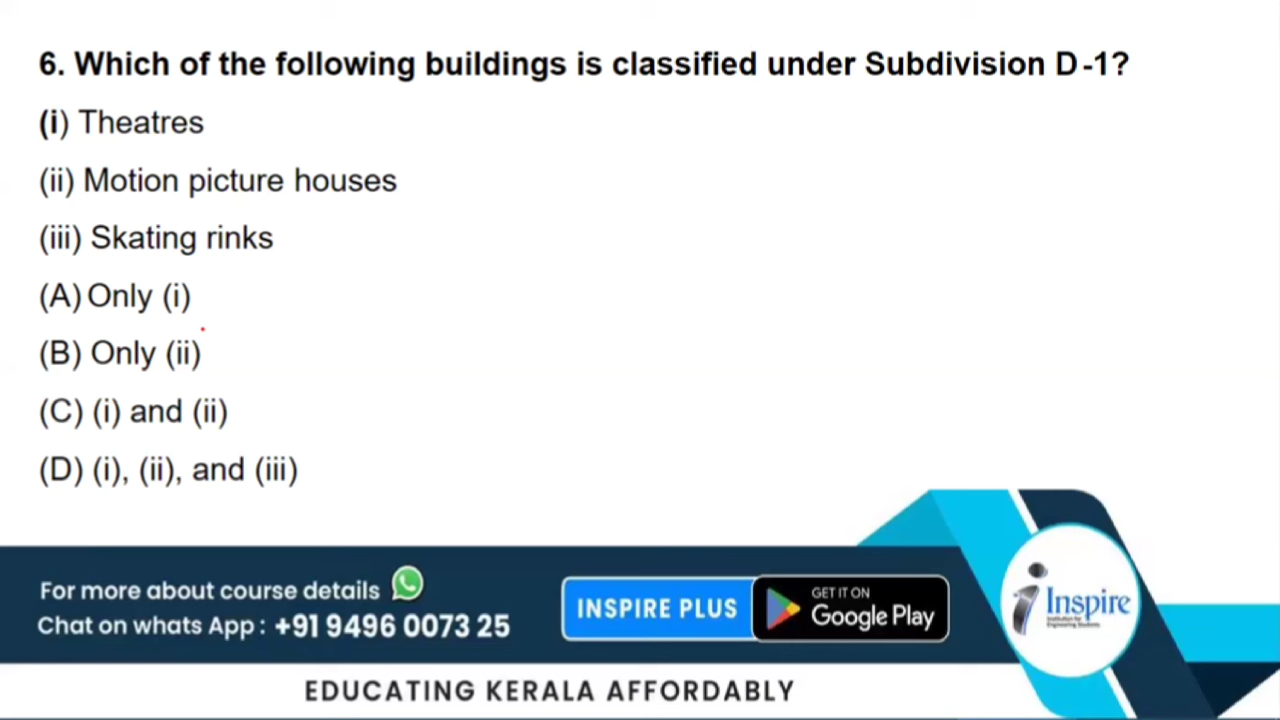 6. Which of the following buildings is classified under Subdivision D-1?
(i) Theatres
(ii) Motion picture houses
(iii) Skating rinks
(A) Only (i)
(B) Only (ii)
(C) (i) and (ii)
(D) (i), (ii), and (iii)
For more about course details
Chat on whats App : +91 9496 0073 25
INSPIRE PLUS
GET IT ON
Google Play
Inspire
EDUCATING KERALA AFFORDABLY